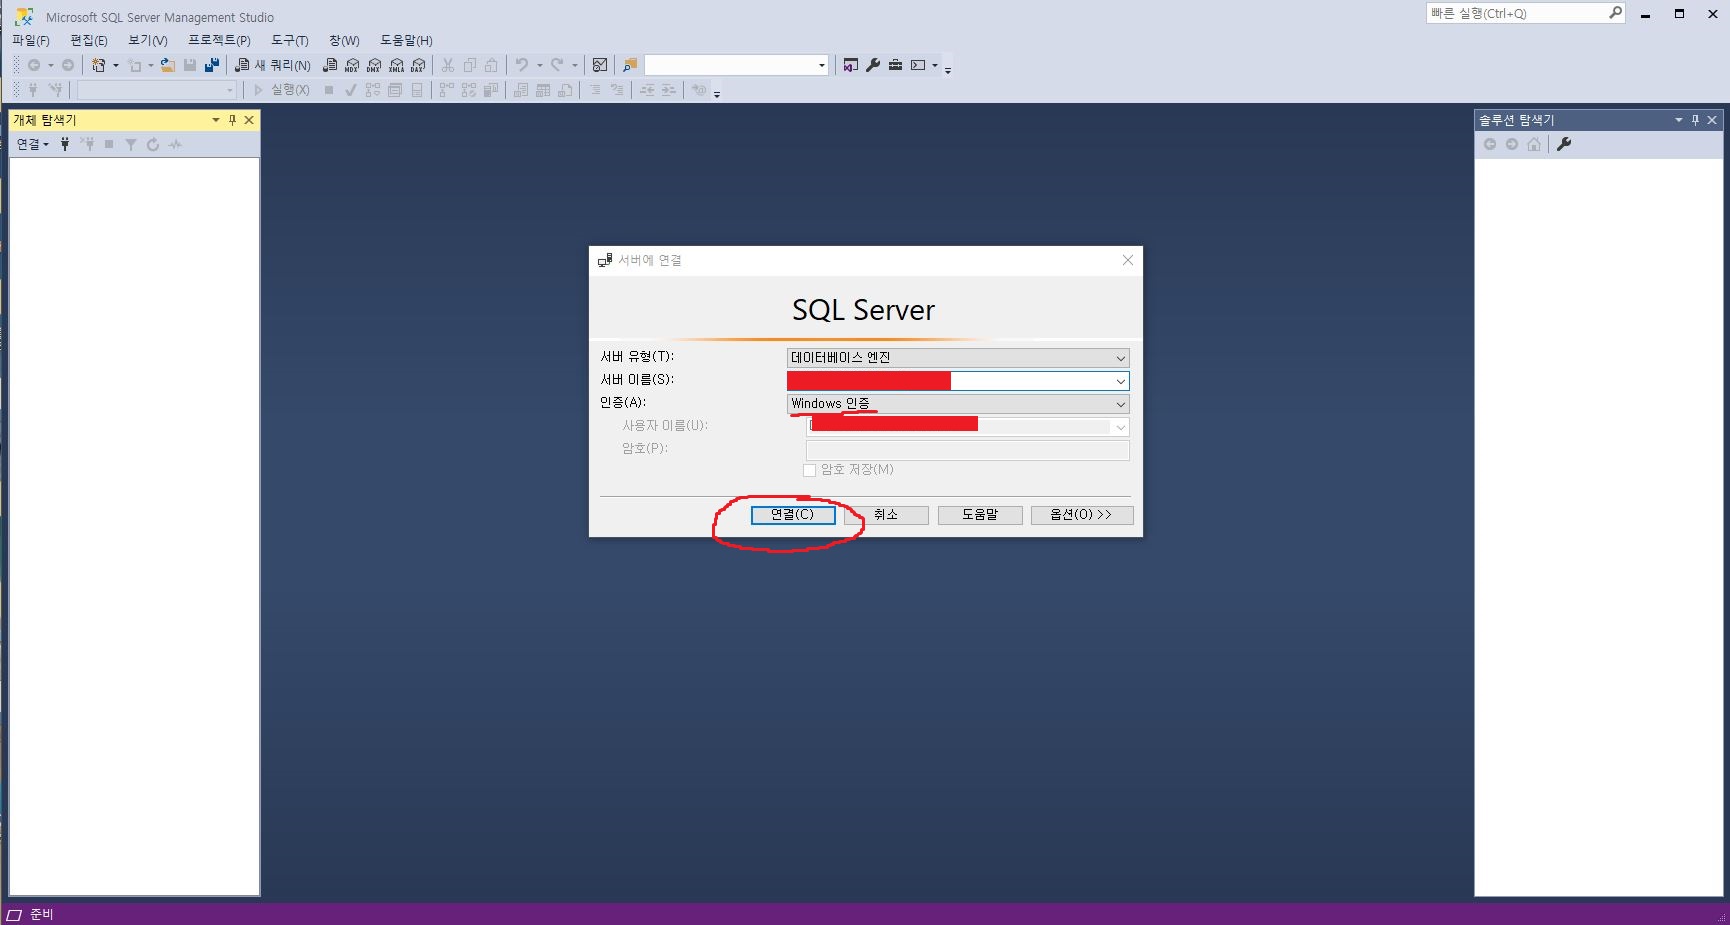 Microsoft SQL Server Management Studio
빠른 실행(Ctrl+Q)
파일(F) 편집(E) 보기(V) 프로젝트(P) 도구(T) 창(W) 도움말(H)
새 쿼리(N) MDX DMX XMLA DAX
실행(X)
개체 탐색기
솔루션 탐색기
연결
서버에 연결
SQL Server
서버 유형(T): 데이터베이스 엔진
서버 이름(S):
인증(A): Windows 인증
사용자 이름(U):
암호(P):
암호 저장(M)
연결(C) 취소 도움말 옵션(O) >>
준비